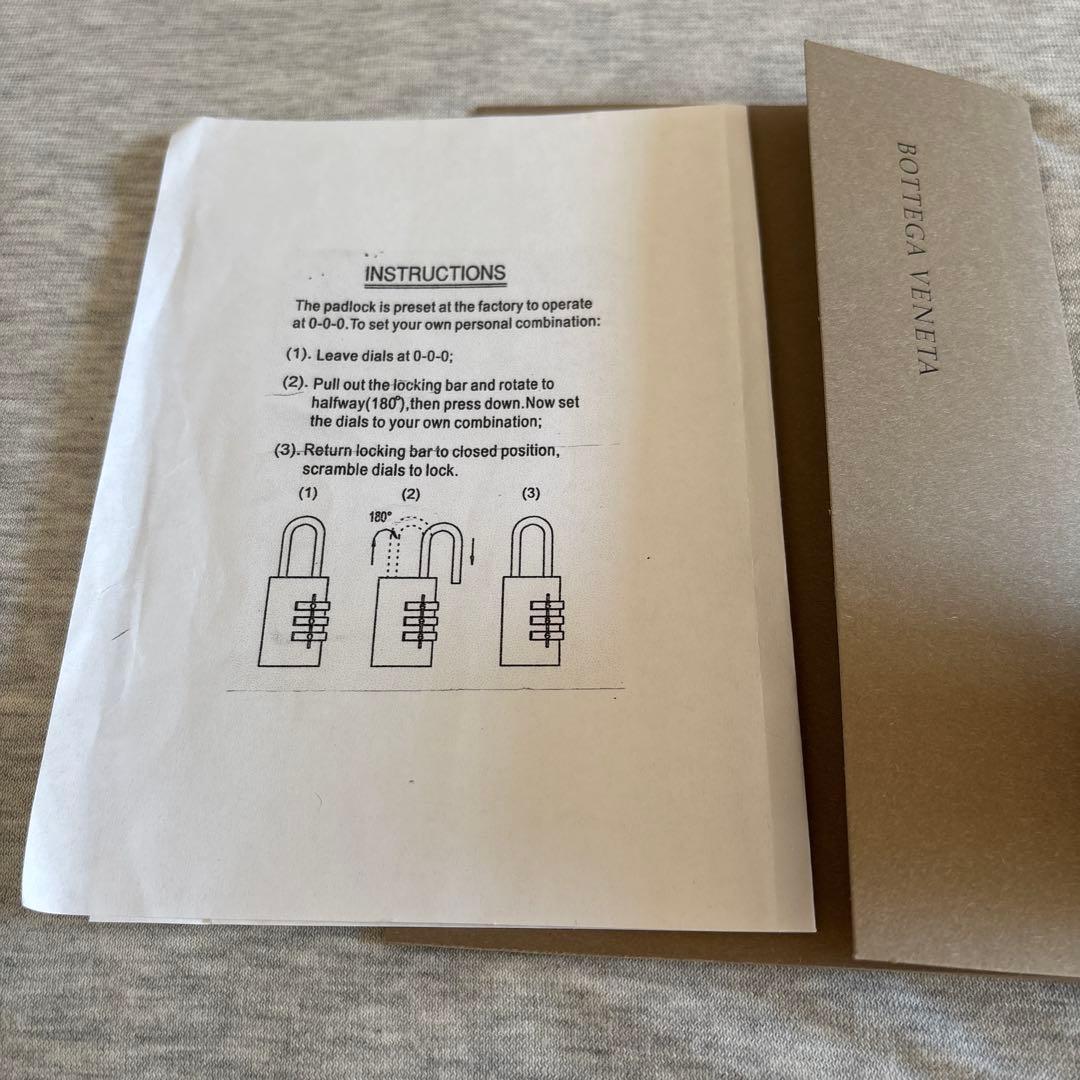 INSTRUCTIONS
The padlock is preset at the factory to operate
at 0-0-0.To set your own personal combination:
(1). Leave dials at 0-0-0;
(2). Pull out the locking bar and rotate to
halfway(180°),then press down.Now set
the dials to your own combination;
(3). Return locking bar to closed position,
scramble dials to lock.
(1) (2) (3)
180°
BOTTEGA VENETA